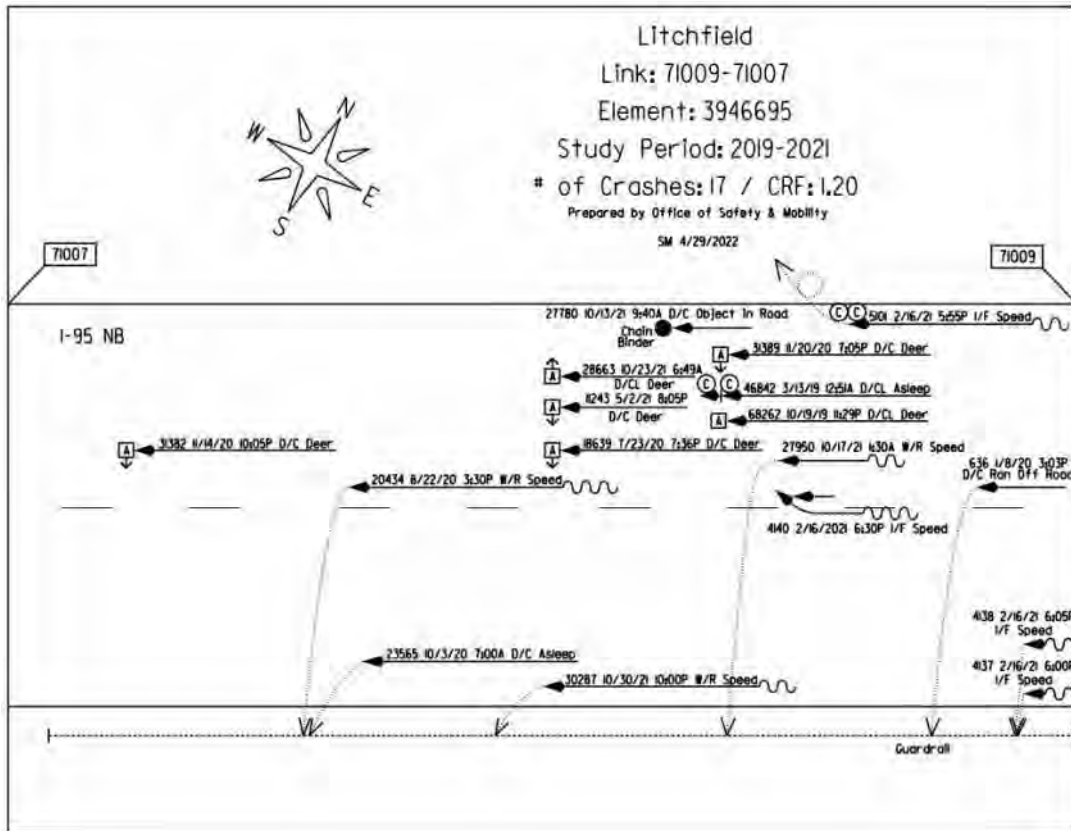 Litchfield
Link: 71009-71007
Element: 3946695
Study Period: 2019-2021
# of Crashes: 17 / CRF: 1.20
Prepared by Office of Safety & Mobility
SM 4/29/2022
N
W
E
S
71007
71009
I-95 NB
27780 10/13/21 9:40A D/C Object In Road
Chain
Binder
C C
5101 2/16/21 5:55P I/F Speed
A
31389 11/20/20 7:05P D/C Deer
A
28663 10/23/21 6:49A
D/CL Deer
C C
46842 3/13/19 12:51A D/CL Asleep
A
11243 5/2/21 8:05P
D/C Deer
A
68262 10/19/19 11:29P D/CL Deer
A
31382 11/14/20 10:05P D/C Deer
A
18639 7/23/20 7:36P D/C Deer
27950 10/17/21 1:30A W/R Speed
636 1/8/20 3:03P
D/C Ran Off Road
20434 8/22/20 3:30P W/R Speed
4140 2/16/2021 6:30P I/F Speed
4138 2/16/21 6:05P
I/F Speed
23565 10/3/20 7:00A D/C Asleep
4137 2/16/21 6:00P
I/F Speed
30287 10/30/21 10:00P W/R Speed
Guardrail